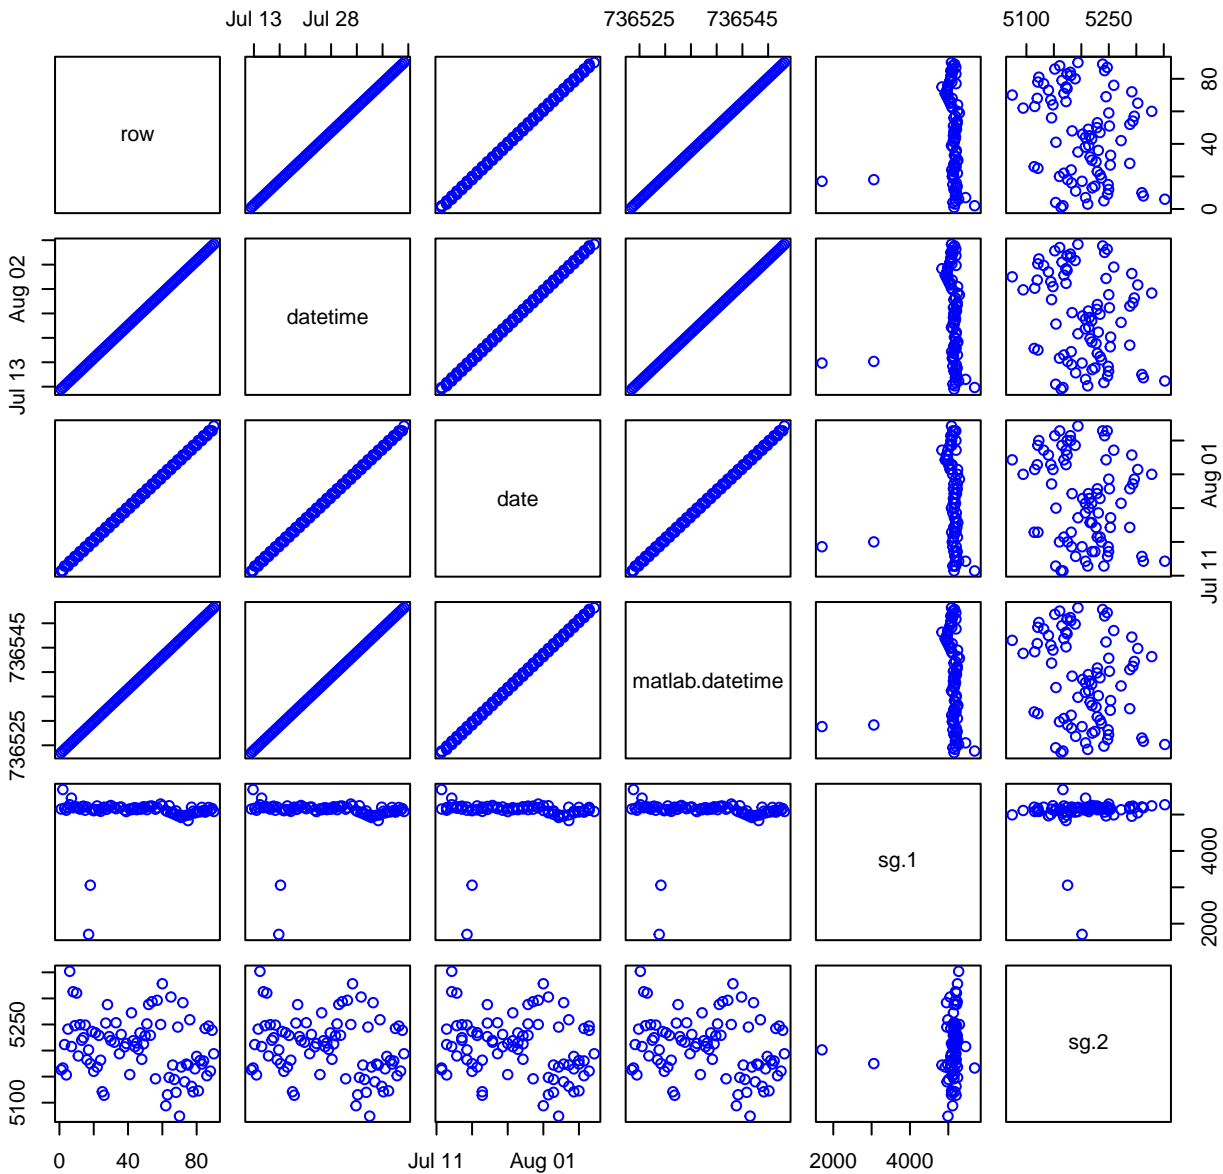 Jul 13 Jul 28
736525 736545
5100 5250
row
0 40 80
Jul 13 Aug 02
datetime
date
Jul 11 Aug 01
736525 736545
matlab.datetime
sg.1
2000 4000
5100 5250
sg.2
0 40 80
Jul 11 Aug 01
2000 4000